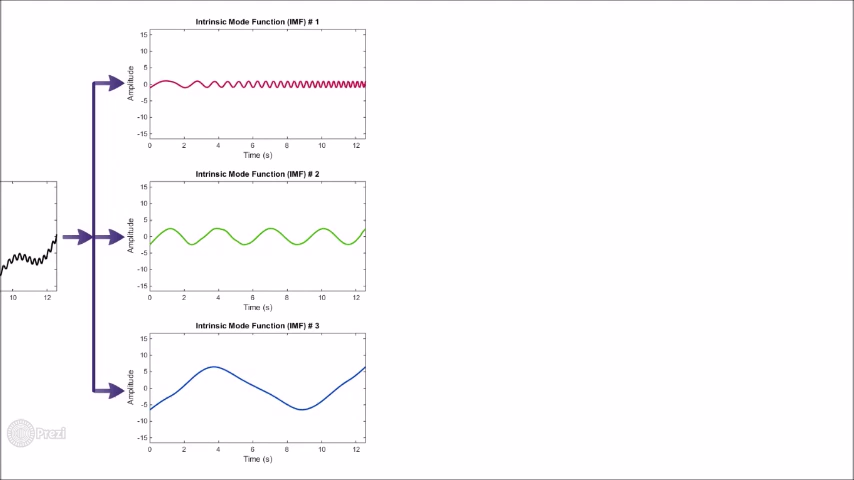 Intrinsic Mode Function (IMF) # 1
15
10
5
0
-5
-10
-15
Amplitude
0 2 4 6 8 10 12
Time (s)
Intrinsic Mode Function (IMF) # 2
15
10
5
0
-5
-10
-15
Amplitude
0 2 4 6 8 10 12
Time (s)
10 12
Intrinsic Mode Function (IMF) # 3
15
10
5
0
-5
-10
-15
Amplitude
0 2 4 6 8 10 12
Time (s)
Prezi